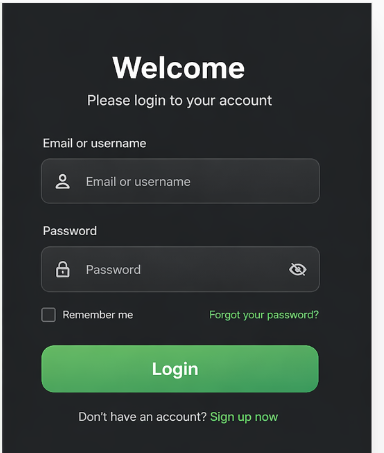 Welcome
Please login to your account
Email or username
Email or username
Password
Password
Remember me
Forgot your password?
Login
Don't have an account? Sign up now